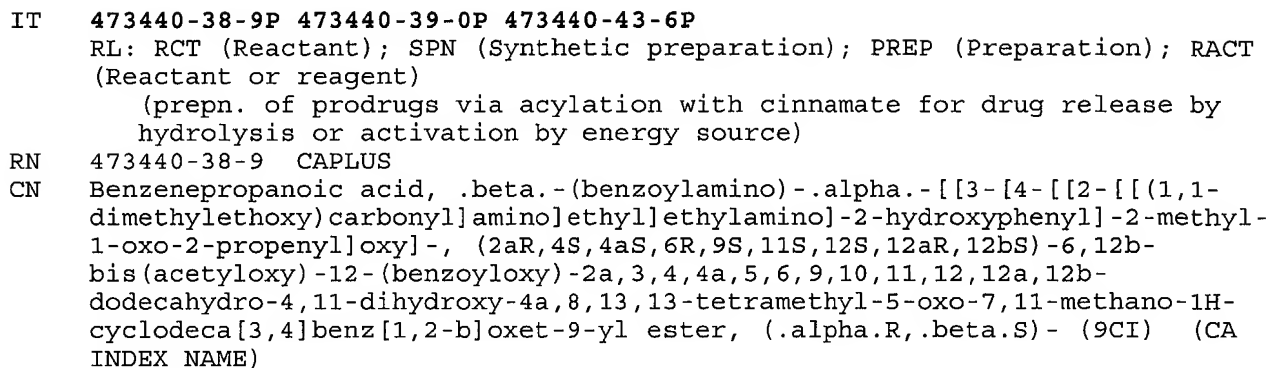 IT 473440-38-9P 473440-39-0P 473440-43-6P
RL: RCT (Reactant); SPN (Synthetic preparation); PREP (Preparation); RACT
(Reactant or reagent)
(prepn. of prodrugs via acylation with cinnamate for drug release by
hydrolysis or activation by energy source)
RN 473440-38-9 CAPLUS
CN Benzenepropanoic acid, .beta.-(benzoylamino)-.alpha.-[[3-[4-[[2-[[(1,1-
dimethylethoxy)carbonyl]amino]ethyl]ethylamino]-2-hydroxyphenyl]-2-methyl-
1-oxo-2-propenyl]oxy]-, (2aR,4S,4aS,6R,9S,11S,12S,12aR,12bS)-6,12b-
bis(acetyloxy)-12-(benzoyloxy)-2a,3,4,4a,5,6,9,10,11,12,12a,12b-
dodecahydro-4,11-dihydroxy-4a,8,13,13-tetramethyl-5-oxo-7,11-methano-1H-
cyclodeca[3,4]benz[1,2-b]oxet-9-yl ester, (.alpha.R,.beta.S)- (9CI) (CA
INDEX NAME)